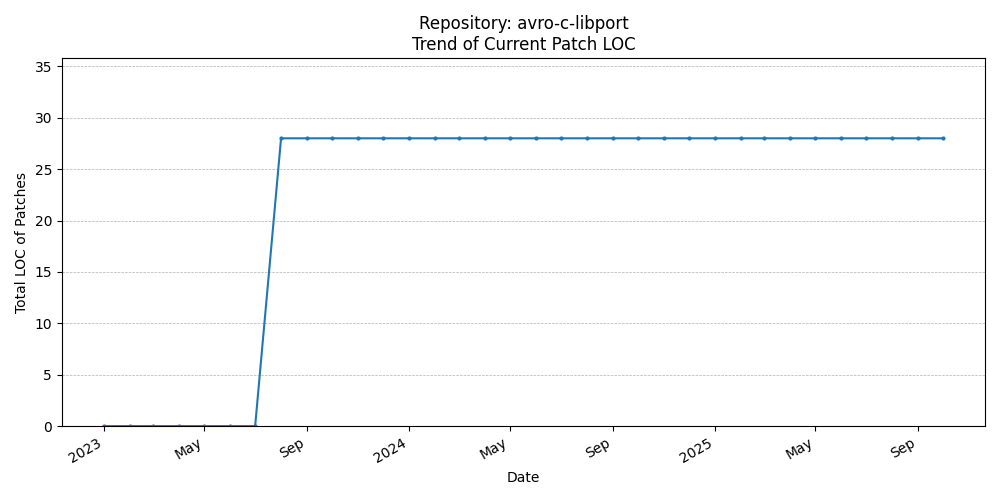 Repository: avro-c-libport
Trend of Current Patch LOC
Total LOC of Patches
35
30
25
20
15
10
5
0
2023
May
Sep
2024
May
Sep
2025
May
Sep
Date